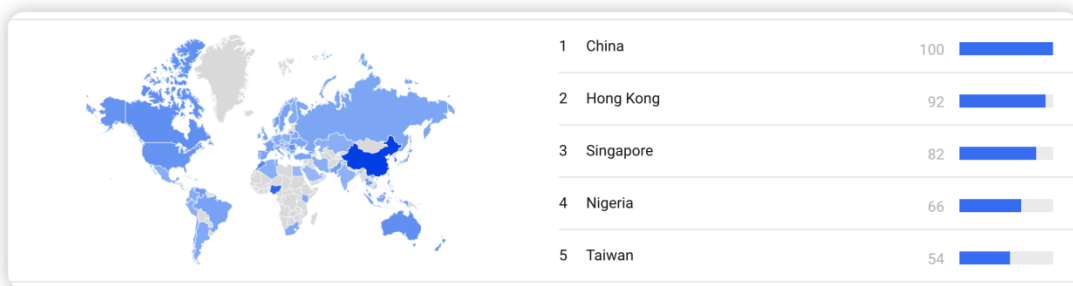 1 China 100
2 Hong Kong 92
3 Singapore 82
4 Nigeria 66
5 Taiwan 54